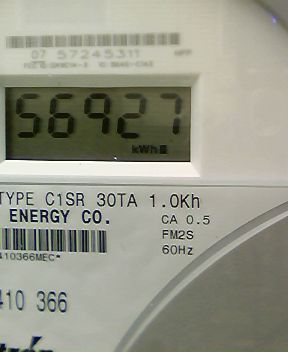 07 57245311
56927
kWh
TYPE C1SR 30TA 1.0Kh
ENERGY CO.
CA 0.5
FM2S
60Hz
410366MEC*
410 366